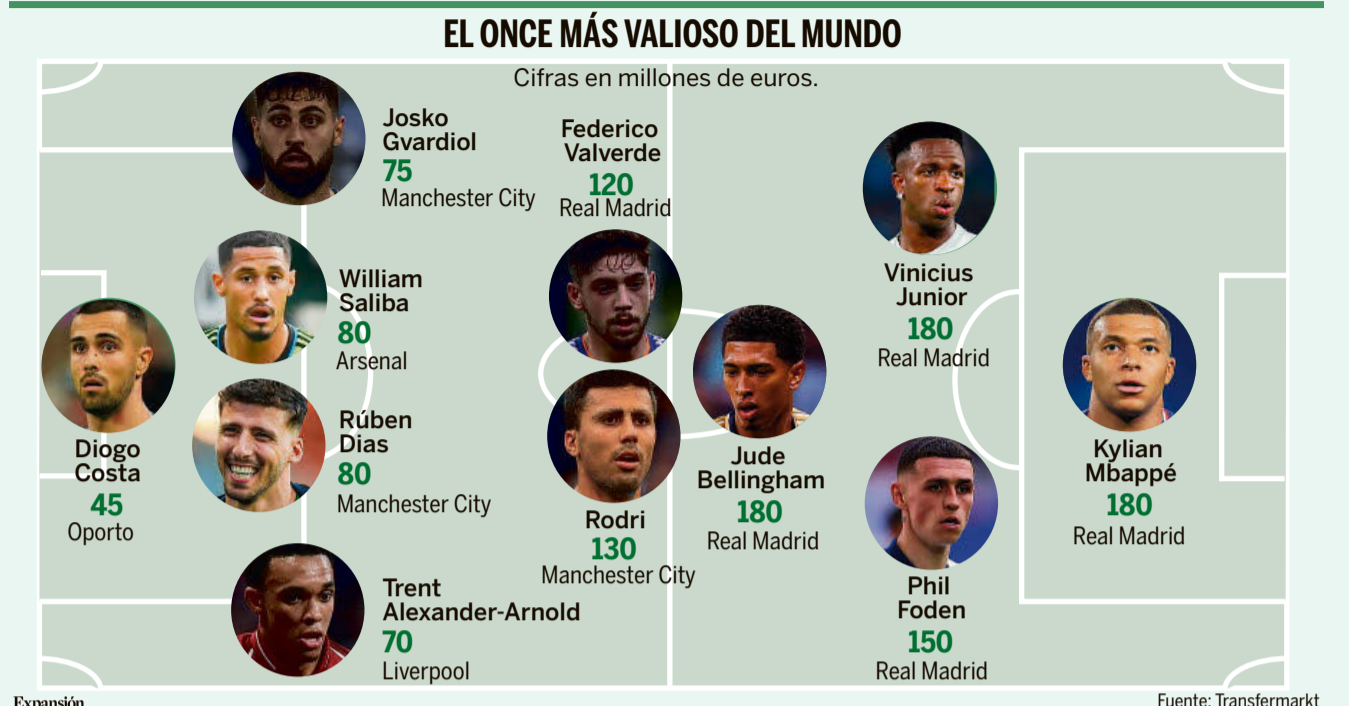 EL ONCE MÁS VALIOSO DEL MUNDO
Cifras en millones de euros.
Josko
Gvardiol
75
Manchester City
Federico
Valverde
120
Real Madrid
William
Saliba
80
Arsenal
Vinicius
Junior
180
Real Madrid
Diogo
Costa
45
Oporto
Rúben
Dias
80
Manchester City
Rodri
130
Manchester City
Jude
Bellingham
180
Real Madrid
Kylian
Mbappé
180
Real Madrid
Trent
Alexander-Arnold
70
Liverpool
Phil
Foden
150
Real Madrid
Expansión
Fuente: Transfermarkt